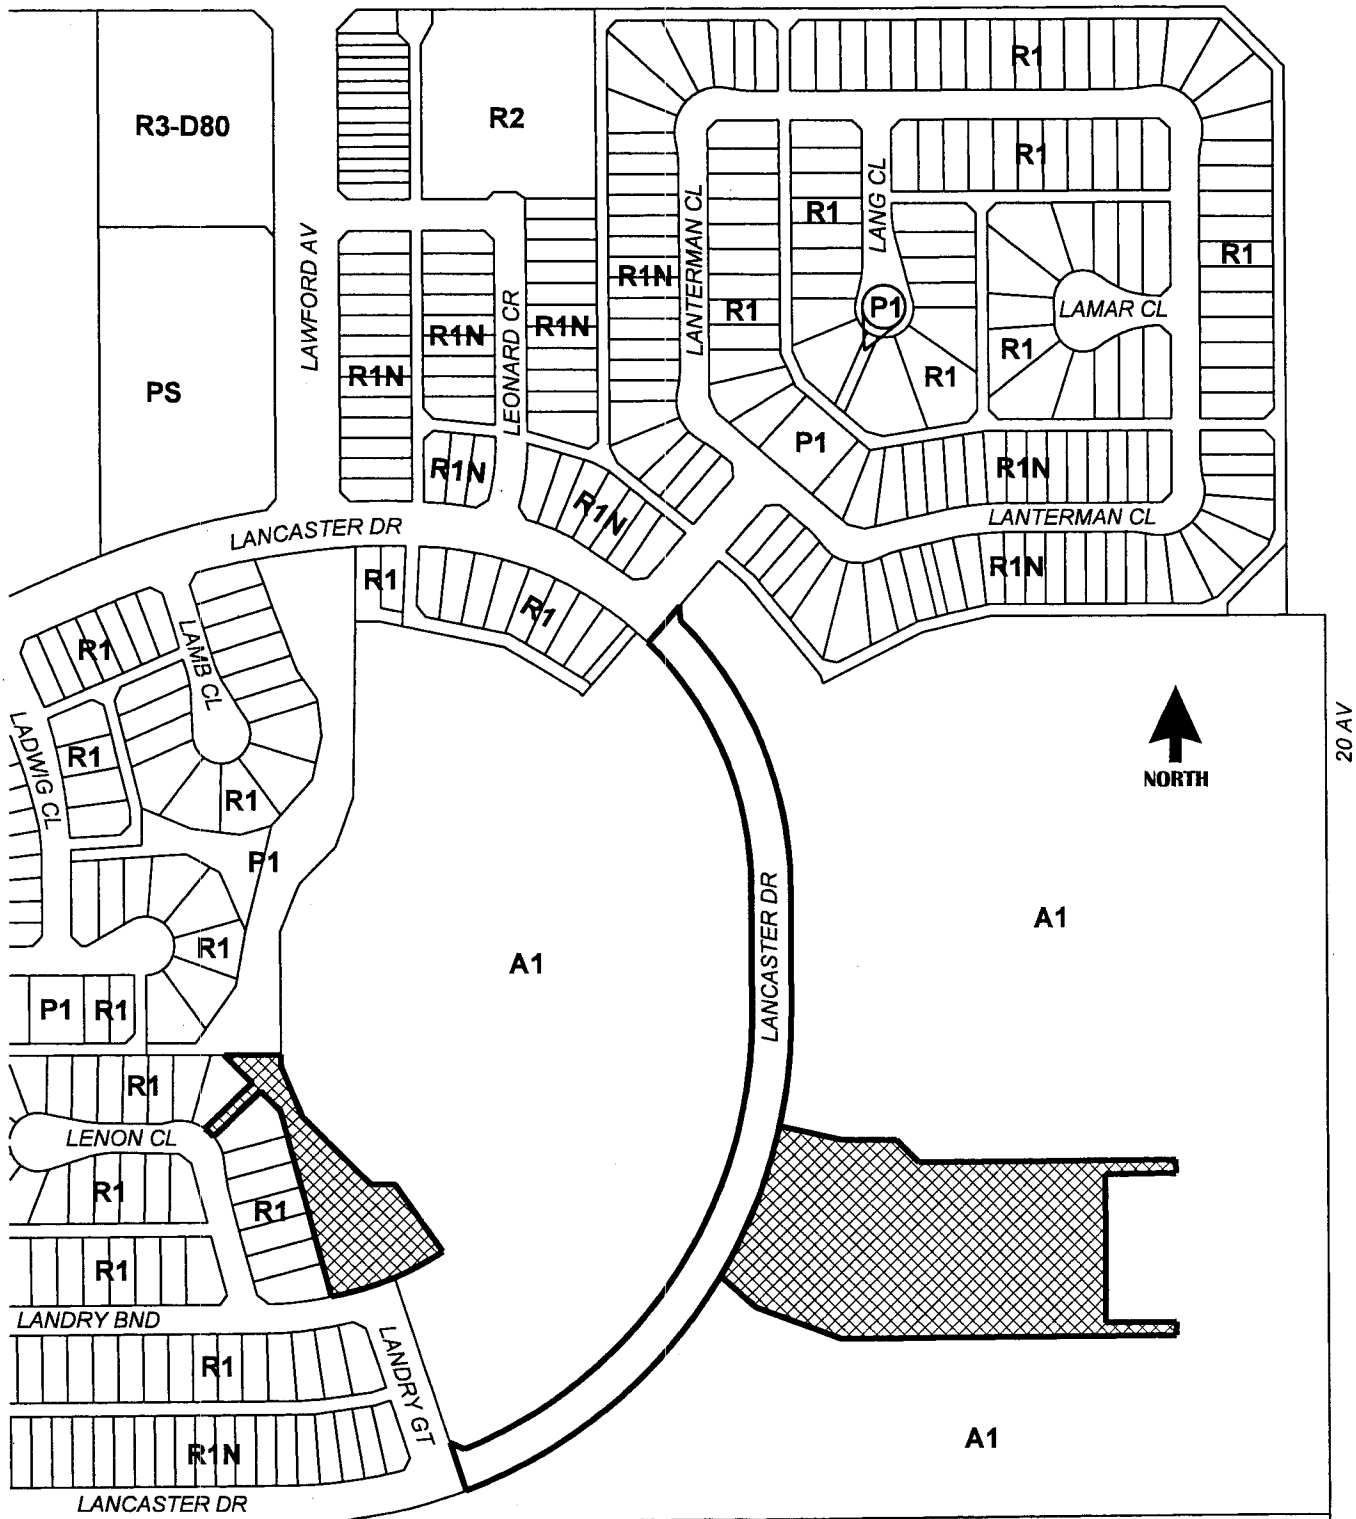 R1
R3-D80
R2
R1
LANG CL
LANTERMAN CL
R1
R1
LAWFORD AV
R1N
P1
LAMAR CL
R1
LEONARD CR
R1N
R1N
R1
R1N
R1
PS
P1
R1N
R1N
R1N
LANTERMAN CL
LANCASTER DR
R1N
R1
R1
R1
LAMB CL
LADWIG CL
R1
20 AV
NORTH
R1
P1
LANCASTER DR
A1
R1
A1
P1
R1
R1
LENON CL
R1
R1
R1
LANDRY BND
R1
LANDRY GT
R1N
A1
LANCASTER DR